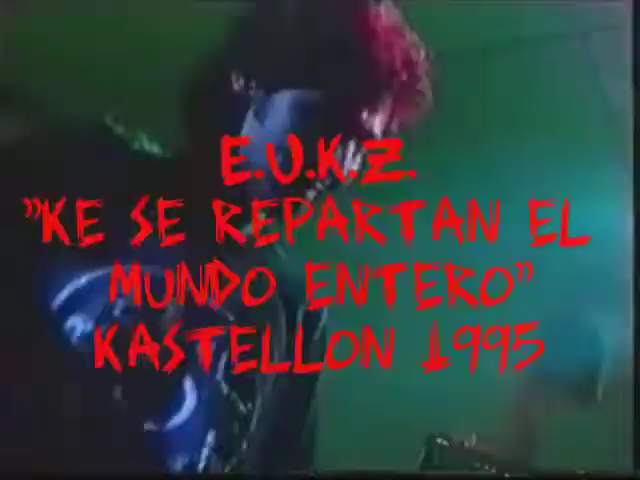 E.U.K.Z.
"KE SE REPARTAN EL
MUNDO ENTERO"
KASTELLON 1995